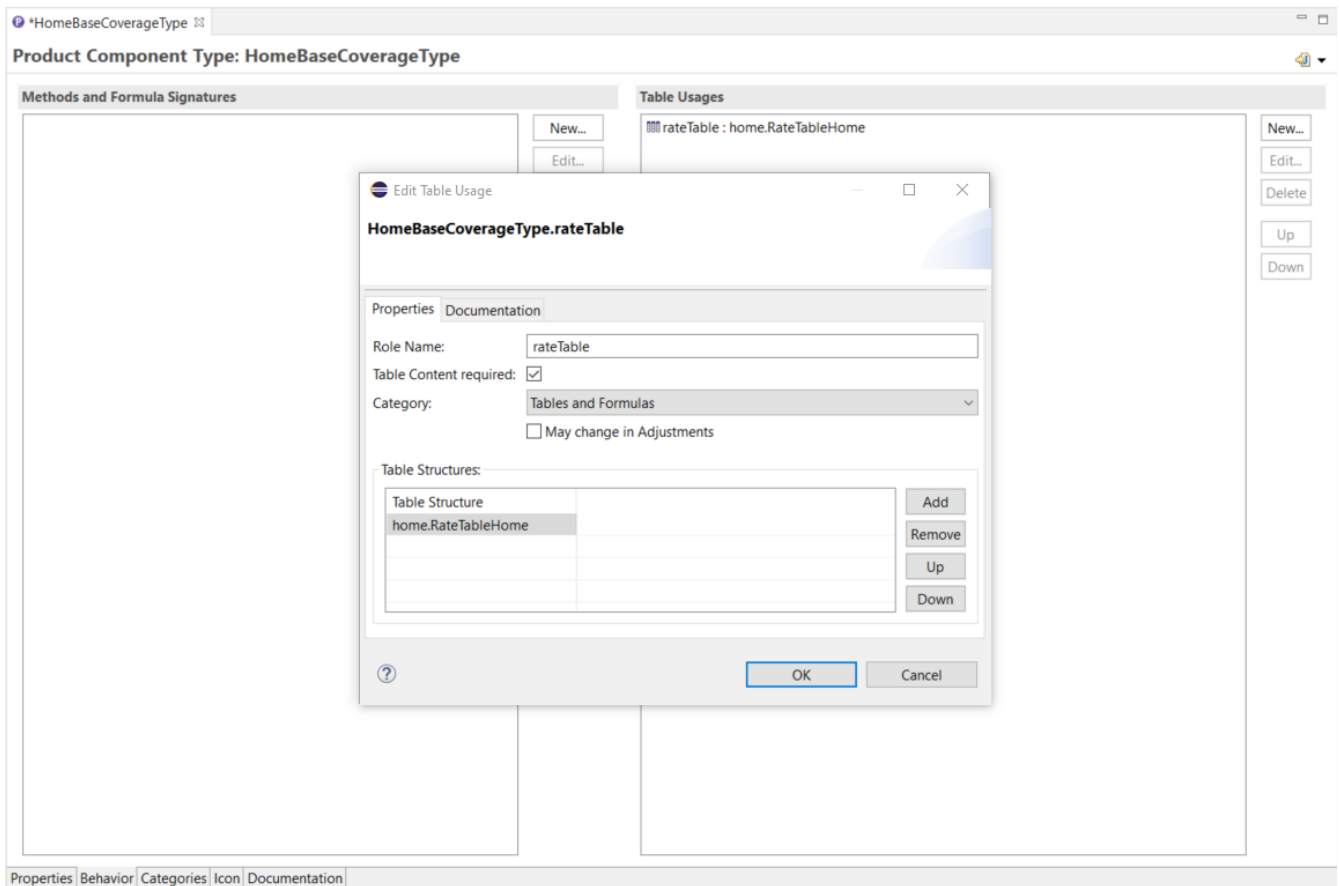 *HomeBaseCoverageType
Product Component Type: HomeBaseCoverageType
Methods and Formula Signatures
New...
Edit...
Table Usages
rateTable : home.RateTableHome
New...
Edit...
Delete
Up
Down
Edit Table Usage
HomeBaseCoverageType.rateTable
Properties Documentation
Role Name: rateTable
Table Content required:
Category: Tables and Formulas
May change in Adjustments
Table Structures:
Table Structure
home.RateTableHome
Add
Remove
Up
Down
?
OK Cancel
Properties Behavior Categories Icon Documentation